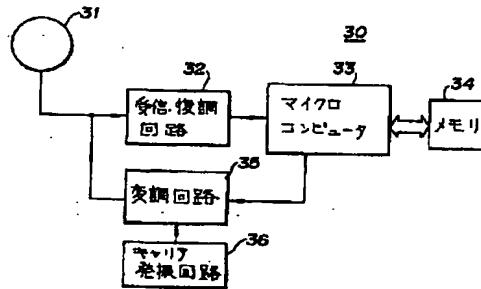 31
30
32
受信・復調
回路
33
マイクロ
コンピュータ
34
メモリ
35
変調回路
36
キャリア
発振回路